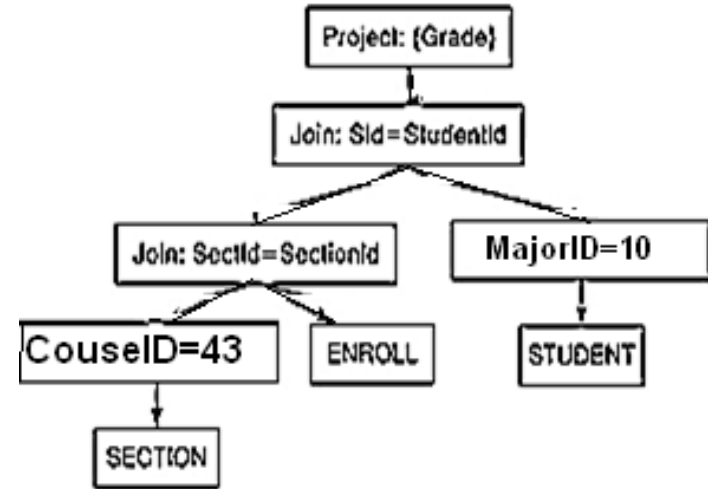 Project: {Grade}
Join: SId=StudentId
Join: SectId=SectionId
MajorID=10
CouseID=43
ENROLL
STUDENT
SECTION